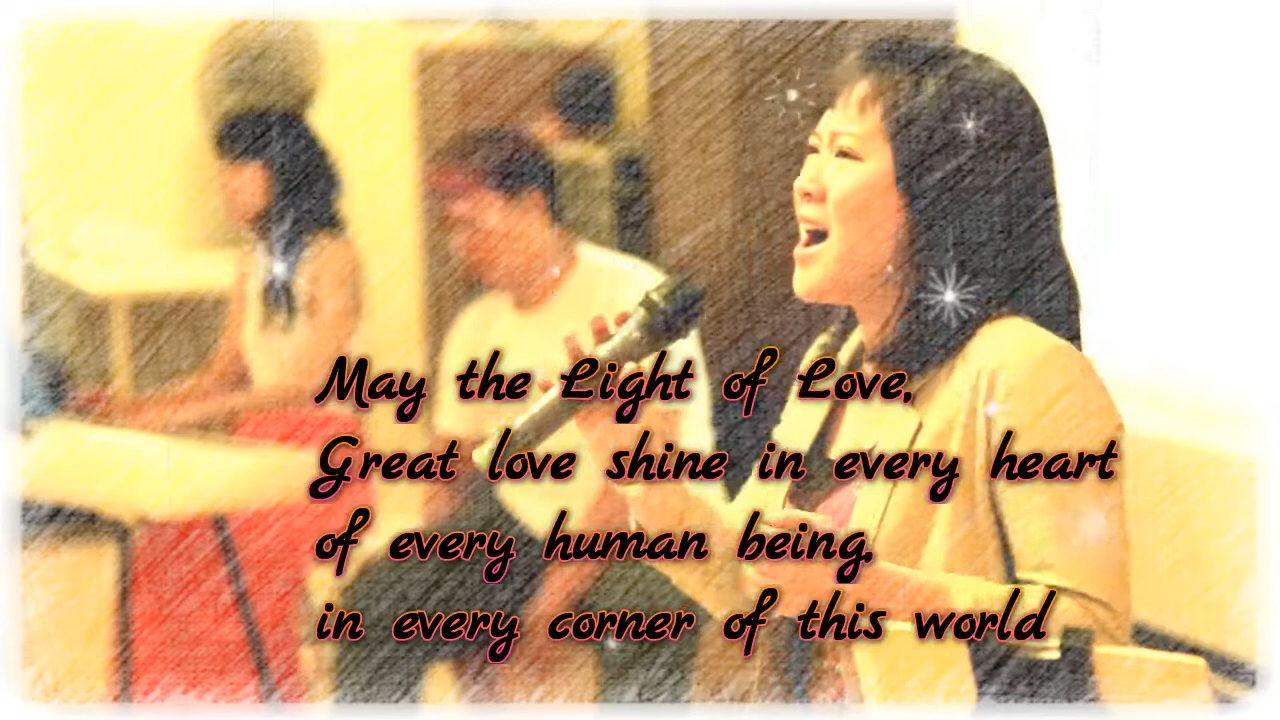 May the Light of Love,
Great love shine in every heart
of every human being,
in every corner of this world